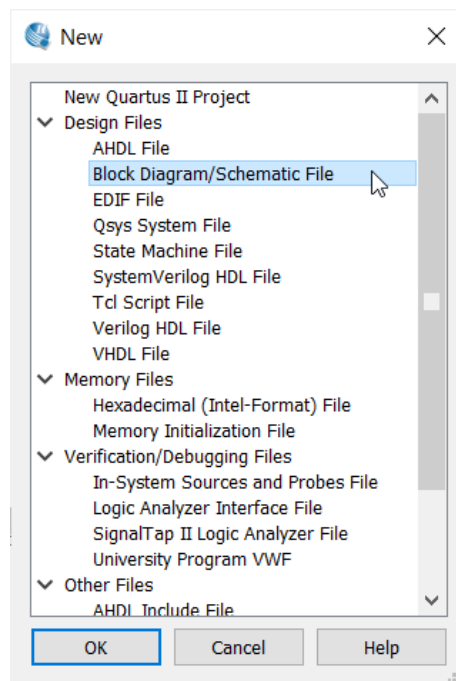 New
New Quartus II Project
Design Files
AHDL File
Block Diagram/Schematic File
EDIF File
Qsys System File
State Machine File
SystemVerilog HDL File
Tcl Script File
Verilog HDL File
VHDL File
Memory Files
Hexadecimal (Intel-Format) File
Memory Initialization File
Verification/Debugging Files
In-System Sources and Probes File
Logic Analyzer Interface File
SignalTap II Logic Analyzer File
University Program VWF
Other Files
AHDL Include File
OK Cancel Help